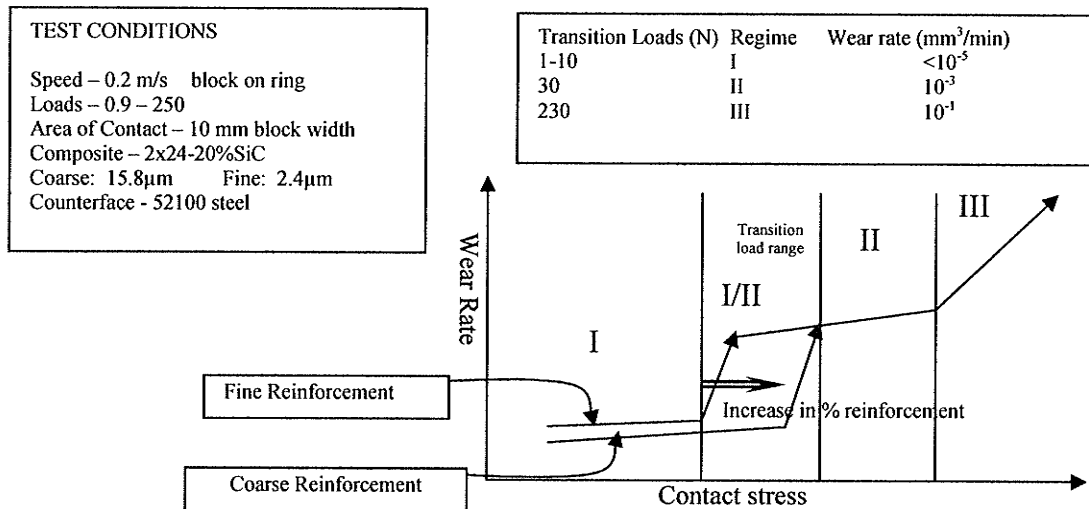 TEST CONDITIONS
Speed – 0.2 m/s block on ring
Loads – 0.9 – 250
Area of Contact – 10 mm block width
Composite – 2x24-20%SiC
Coarse: 15.8µm Fine: 2.4µm
Counterface - 52100 steel
Transition Loads (N) Regime Wear rate (mm³/min)
1-10 I <10⁻⁵
30 II 10⁻³
230 III 10⁻¹
Wear Rate
I
Transition
load range
I/II
II
III
Fine Reinforcement
Increase in % reinforcement
Coarse Reinforcement
Contact stress